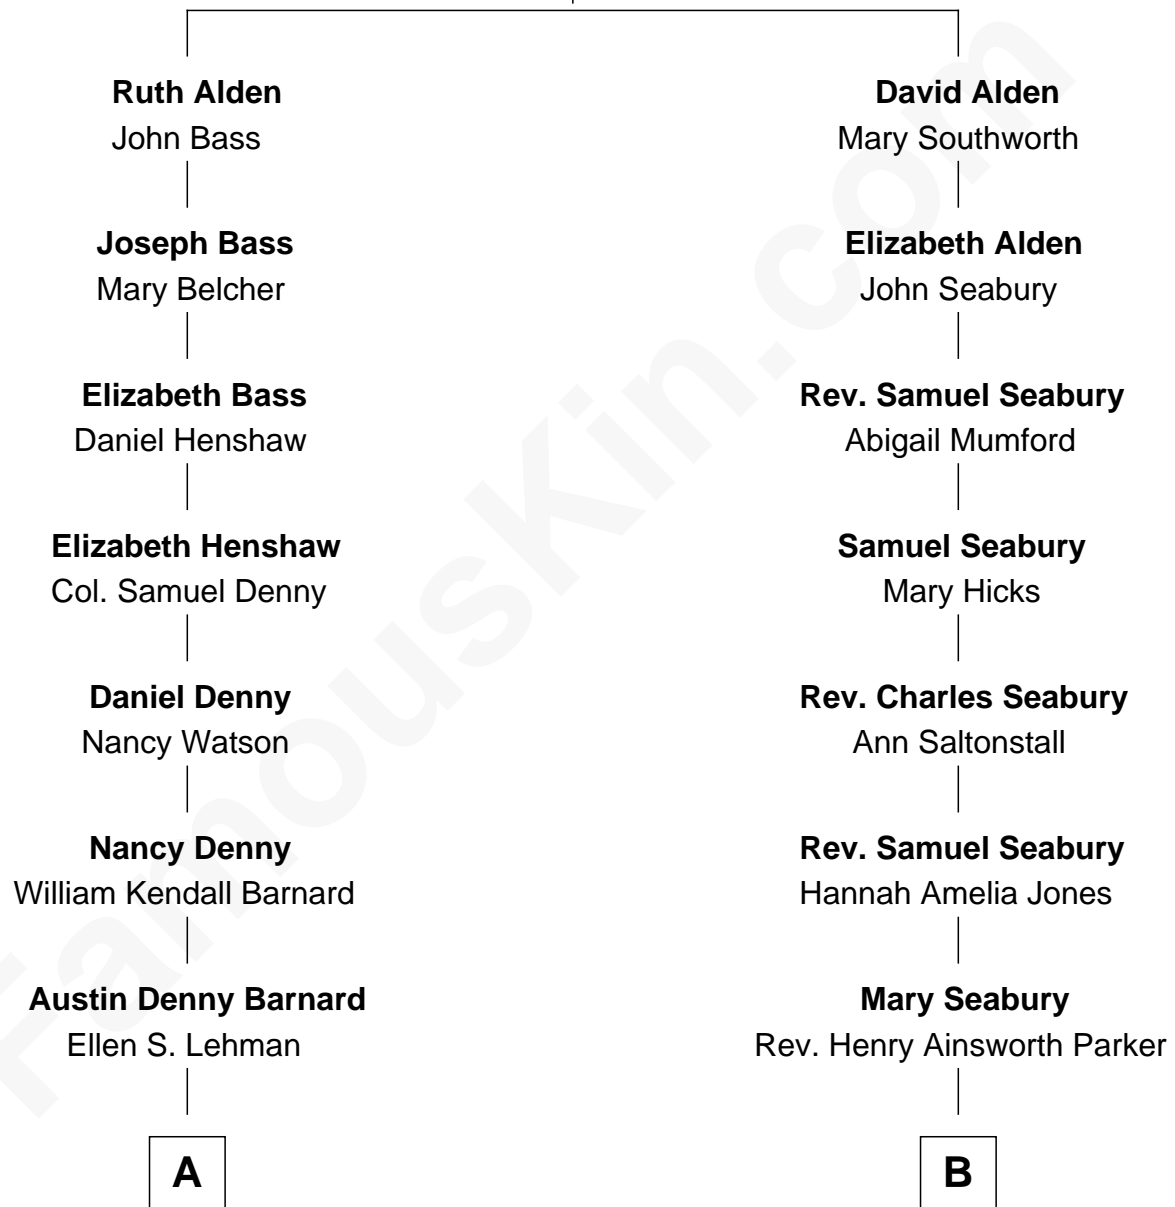 Ruth Alden
John Bass
Joseph Bass
Mary Belcher
Elizabeth Bass
Daniel Henshaw
Elizabeth Henshaw
Col. Samuel Denny
Daniel Denny
Nancy Watson
Nancy Denny
William Kendall Barnard
Austin Denny Barnard
Ellen S. Lehman
A
David Alden
Mary Southworth
Elizabeth Alden
John Seabury
Rev. Samuel Seabury
Abigail Mumford
Samuel Seabury
Mary Hicks
Rev. Charles Seabury
Ann Saltonstall
Rev. Samuel Seabury
Hannah Amelia Jones
Mary Seabury
Rev. Henry Ainsworth Parker
B
FamousKin.com